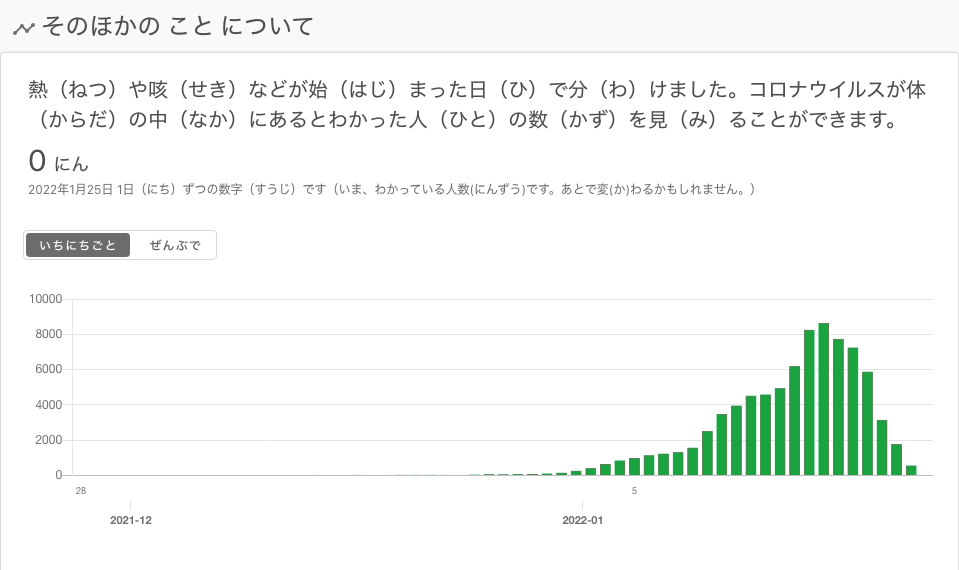 そのほかの こと について
熱（ねつ）や咳（せき）などが始（はじ）まった日（ひ）で分（わ）けました。コロナウイルスが体
（からだ）の中（なか）にあるとわかった人（ひと）の数（かず）を見（み）ることができます。
0 にん
2022年1月25日 1日（にち）ずつの数字（すうじ）です（いま、わかっている人数(にんずう)です。あとで変(か)わるかもしれません。）
いちにちごと ぜんぶで
10000
8000
6000
4000
2000
0
28 5
2021-12 2022-01